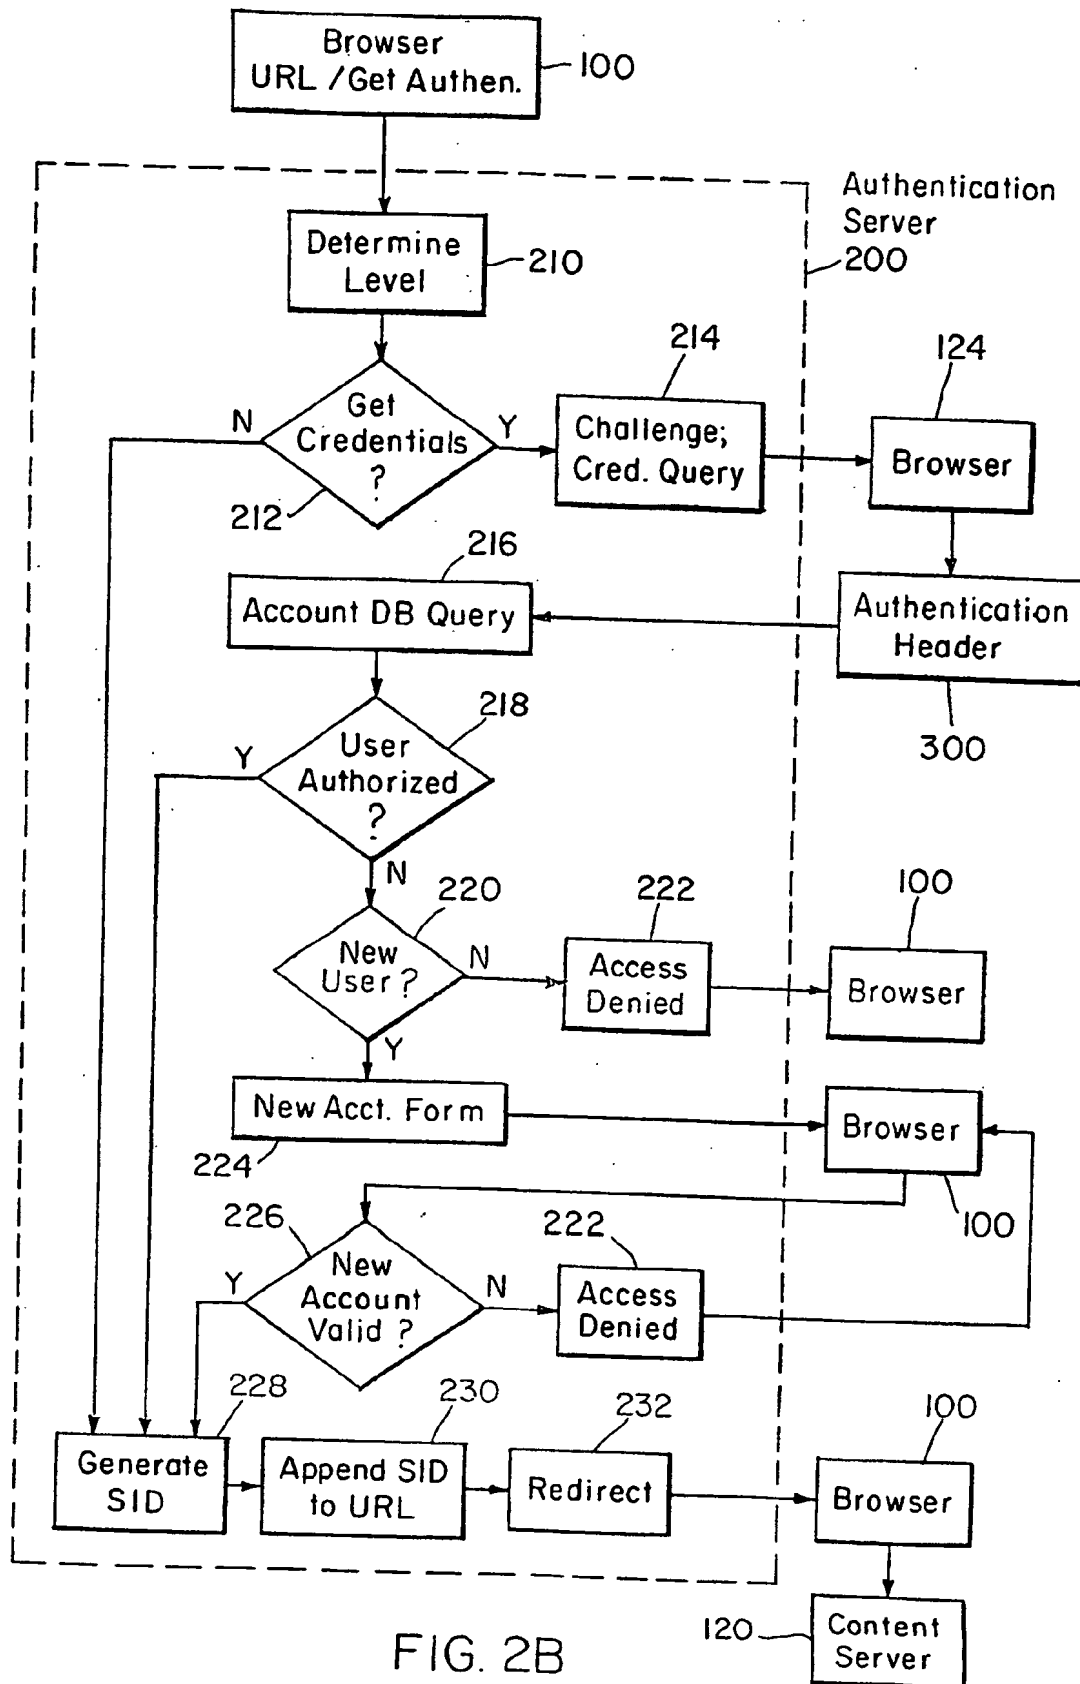 Browser
URL /Get Authen.
100
Authentication
Server
200
Determine
Level
210
214
124
N
Get
Credentials
?
Y
Challenge;
Cred. Query
Browser
212
216
Account DB Query
Authentication
Header
300
218
Y
User
Authorized
?
N
220
222
100
New
User ?
N
Access
Denied
Browser
Y
New Acct. Form
Browser
224
100
226
222
Y
New
Account
Valid ?
N
Access
Denied
228
230
232
100
Generate
SID
Append SID
to URL
Redirect
Browser
120
Content
Server
FIG. 2B